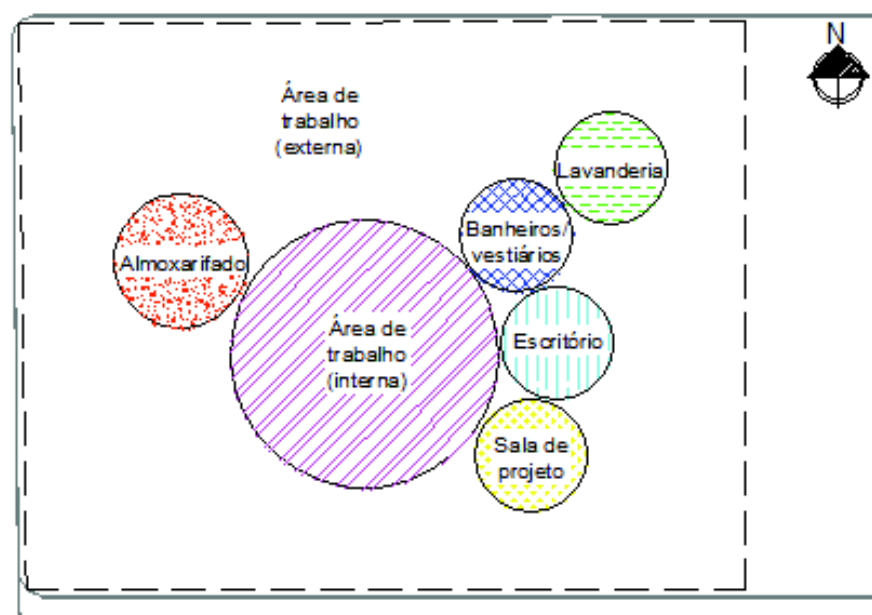 N
Área de
trabalho
(externa)
Lavanderia
Banheiros/
vestiários
Almoxarifado
Área de
trabalho
(interna)
Escritório
Sala de
projeto